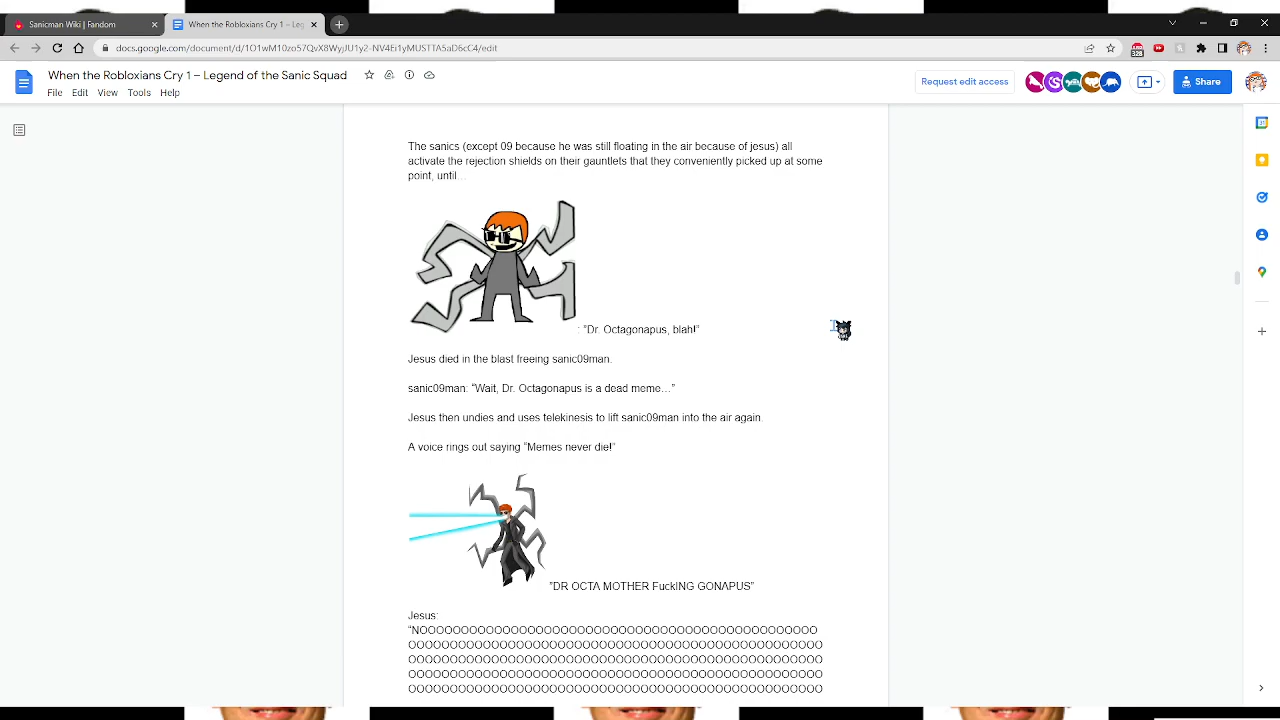 Sanicman Wiki | Fandom
When the Robloxians Cry 1 – Leg
docs.google.com/document/d/1O1wM10zo57QvX8WyjJU1y2-NV4Ei1yMUSTTA5aD6cC4/edit
When the Robloxians Cry 1 – Legend of the Sanic Squad
File Edit View Tools Help
Request edit access
Share
The sanics (except 09 because he was still floating in the air because of jesus) all
activate the rejection shields on their gauntlets that they conveniently picked up at some
point, until...
: "Dr. Octagonapus, blah!"
Jesus died in the blast freeing sanic09man.
sanic09man: “Wait, Dr. Octagonapus is a dead meme…”
Jesus then undies and uses telekinesis to lift sanic09man into the air again.
A voice rings out saying “Memes never die!”
"DR OCTA MOTHER FuckING GONAPUS”
Jesus:
“NOOOOOOOOOOOOOOOOOOOOOOOOOOOOOOOOOOOOOOOOOOOOOOO
OOOOOOOOOOOOOOOOOOOOOOOOOOOOOOOOOOOOOOOOOOOOOOOOO
OOOOOOOOOOOOOOOOOOOOOOOOOOOOOOOOOOOOOOOOOOOOOOOOO
OOOOOOOOOOOOOOOOOOOOOOOOOOOOOOOOOOOOOOOOOOOOOOOOO
OOOOOOOOOOOOOOOOOOOOOOOOOOOOOOOOOOOOOOOOOOOOOOOOO